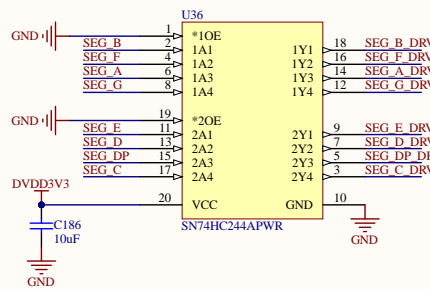 U36
GND
1
*1OE
SEG_B
2
1A1
1Y1
18
SEG_B_DRV
SEG_F
4
1A2
1Y2
16
SEG_F_DRV
SEG_A
6
1A3
1Y3
14
SEG_A_DRV
SEG_G
8
1A4
1Y4
12
SEG_G_DRV
GND
19
*2OE
SEG_E
11
2A1
2Y1
9
SEG_E_DRV
SEG_D
13
2A2
2Y2
7
SEG_D_DRV
SEG_DP
15
2A3
2Y3
5
SEG_C
17
2A4
2Y4
3
SEG_C_DRV
DVDD3V3
20
VCC
GND
10
C186
10uF
SN74HC244APWR
GND
GND